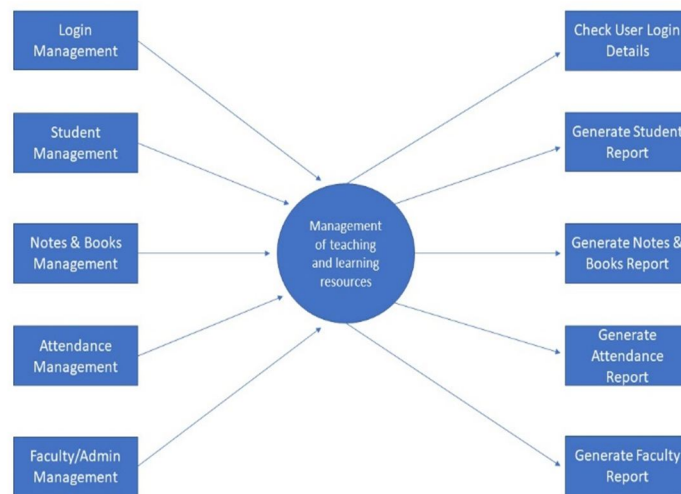 Login
Management
Student
Management
Notes & Books
Management
Attendance
Management
Faculty/Admin
Management
Management
of teaching
and learning
resources
Check User Login
Details
Generate Student
Report
Generate Notes &
Books Report
Generate
Attendance
Report
Generate Faculty
Report